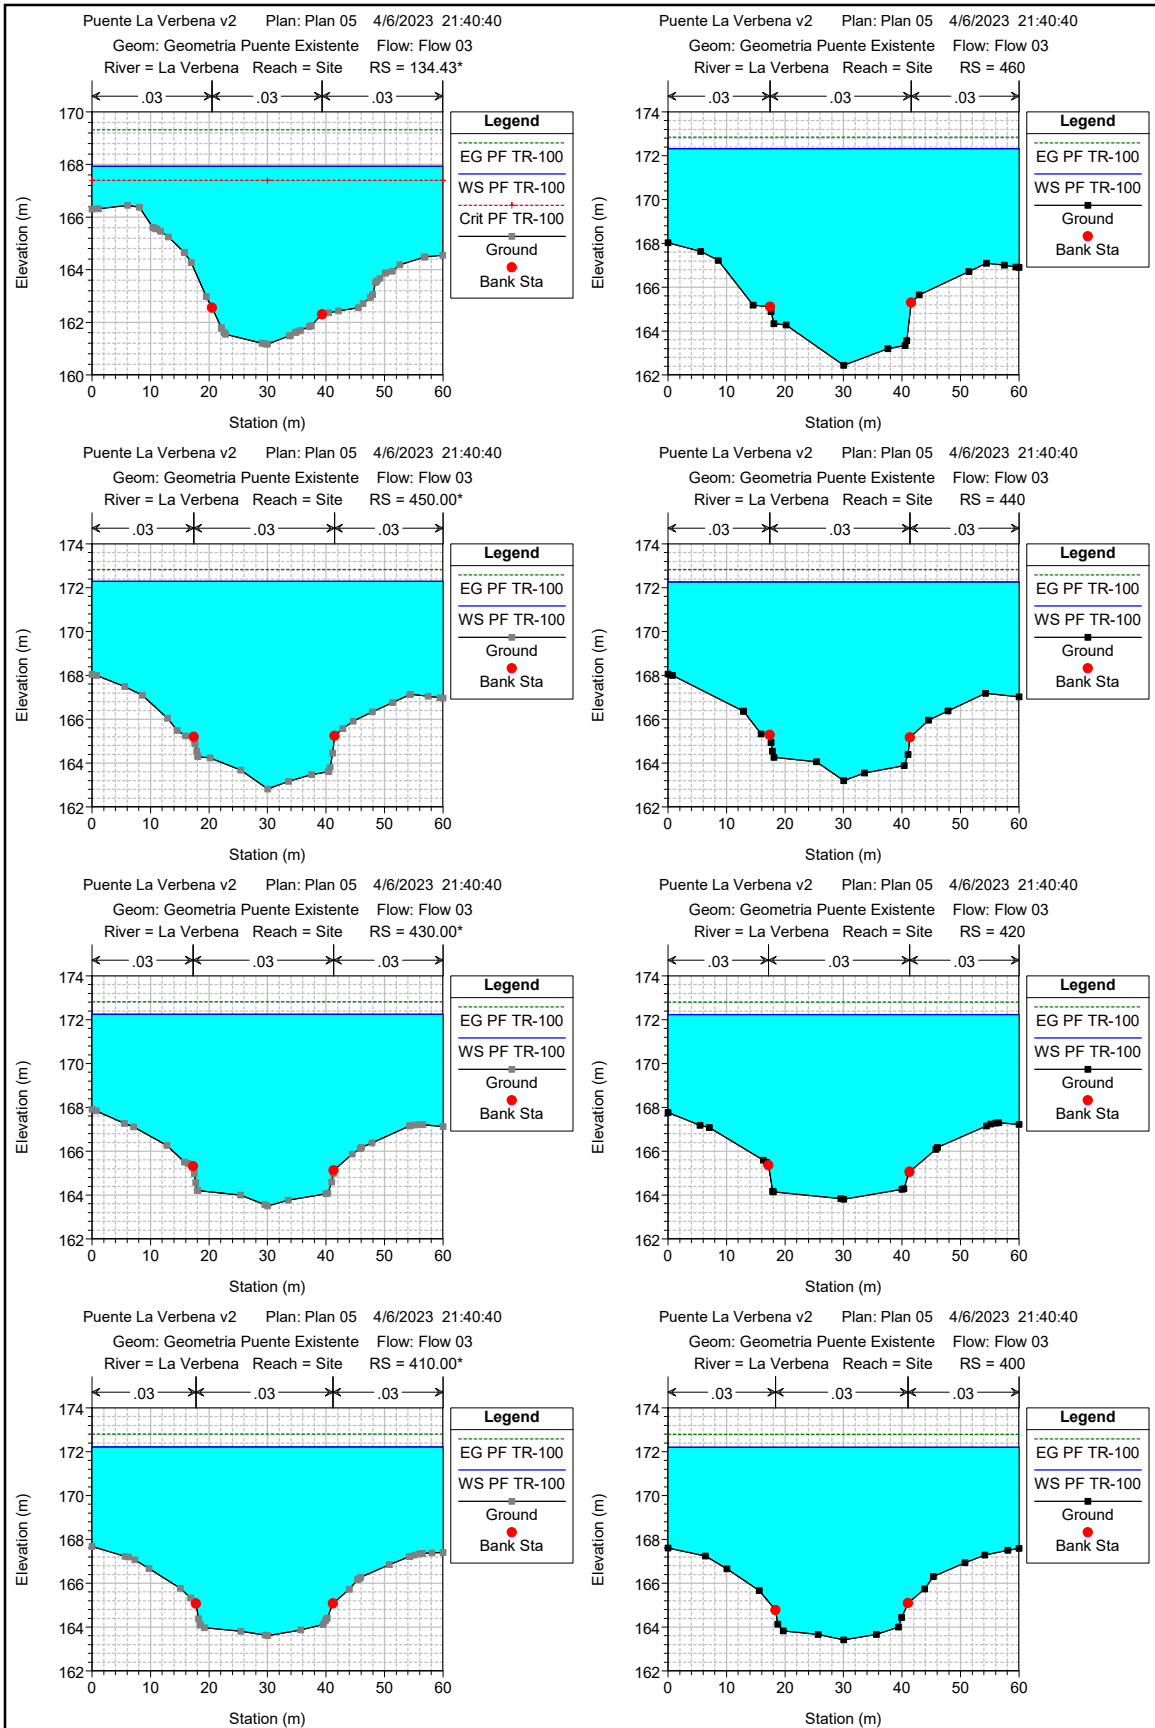 Puente La Verbena v2 Plan: Plan 05 4/6/2023 21:40:40
Geom: Geometria Puente Existente Flow: Flow 03
River = La Verbena Reach = Site RS = 134.43*
.03 .03 .03
170
168
166
164
162
160
Elevation (m)
0 10 20 30 40 50 60
Station (m)
Legend
EG PF TR-100
WS PF TR-100
Crit PF TR-100
Ground
Bank Sta
Puente La Verbena v2 Plan: Plan 05 4/6/2023 21:40:40
Geom: Geometria Puente Existente Flow: Flow 03
River = La Verbena Reach = Site RS = 460
.03 .03 .03
174
172
170
168
166
164
162
Elevation (m)
0 10 20 30 40 50 60
Station (m)
Legend
EG PF TR-100
WS PF TR-100
Ground
Bank Sta
Puente La Verbena v2 Plan: Plan 05 4/6/2023 21:40:40
Geom: Geometria Puente Existente Flow: Flow 03
River = La Verbena Reach = Site RS = 450.00*
.03 .03 .03
174
172
170
168
166
164
162
Elevation (m)
0 10 20 30 40 50 60
Station (m)
Legend
EG PF TR-100
WS PF TR-100
Ground
Bank Sta
Puente La Verbena v2 Plan: Plan 05 4/6/2023 21:40:40
Geom: Geometria Puente Existente Flow: Flow 03
River = La Verbena Reach = Site RS = 440
.03 .03 .03
174
172
170
168
166
164
162
Elevation (m)
0 10 20 30 40 50 60
Station (m)
Legend
EG PF TR-100
WS PF TR-100
Ground
Bank Sta
Puente La Verbena v2 Plan: Plan 05 4/6/2023 21:40:40
Geom: Geometria Puente Existente Flow: Flow 03
River = La Verbena Reach = Site RS = 430.00*
.03 .03 .03
174
172
170
168
166
164
162
Elevation (m)
0 10 20 30 40 50 60
Station (m)
Legend
EG PF TR-100
WS PF TR-100
Ground
Bank Sta
Puente La Verbena v2 Plan: Plan 05 4/6/2023 21:40:40
Geom: Geometria Puente Existente Flow: Flow 03
River = La Verbena Reach = Site RS = 420
.03 .03 .03
174
172
170
168
166
164
162
Elevation (m)
0 10 20 30 40 50 60
Station (m)
Legend
EG PF TR-100
WS PF TR-100
Ground
Bank Sta
Puente La Verbena v2 Plan: Plan 05 4/6/2023 21:40:40
Geom: Geometria Puente Existente Flow: Flow 03
River = La Verbena Reach = Site RS = 410.00*
.03 .03 .03
174
172
170
168
166
164
162
Elevation (m)
0 10 20 30 40 50 60
Station (m)
Legend
EG PF TR-100
WS PF TR-100
Ground
Bank Sta
Puente La Verbena v2 Plan: Plan 05 4/6/2023 21:40:40
Geom: Geometria Puente Existente Flow: Flow 03
River = La Verbena Reach = Site RS = 400
.03 .03 .03
174
172
170
168
166
164
162
Elevation (m)
0 10 20 30 40 50 60
Station (m)
Legend
EG PF TR-100
WS PF TR-100
Ground
Bank Sta